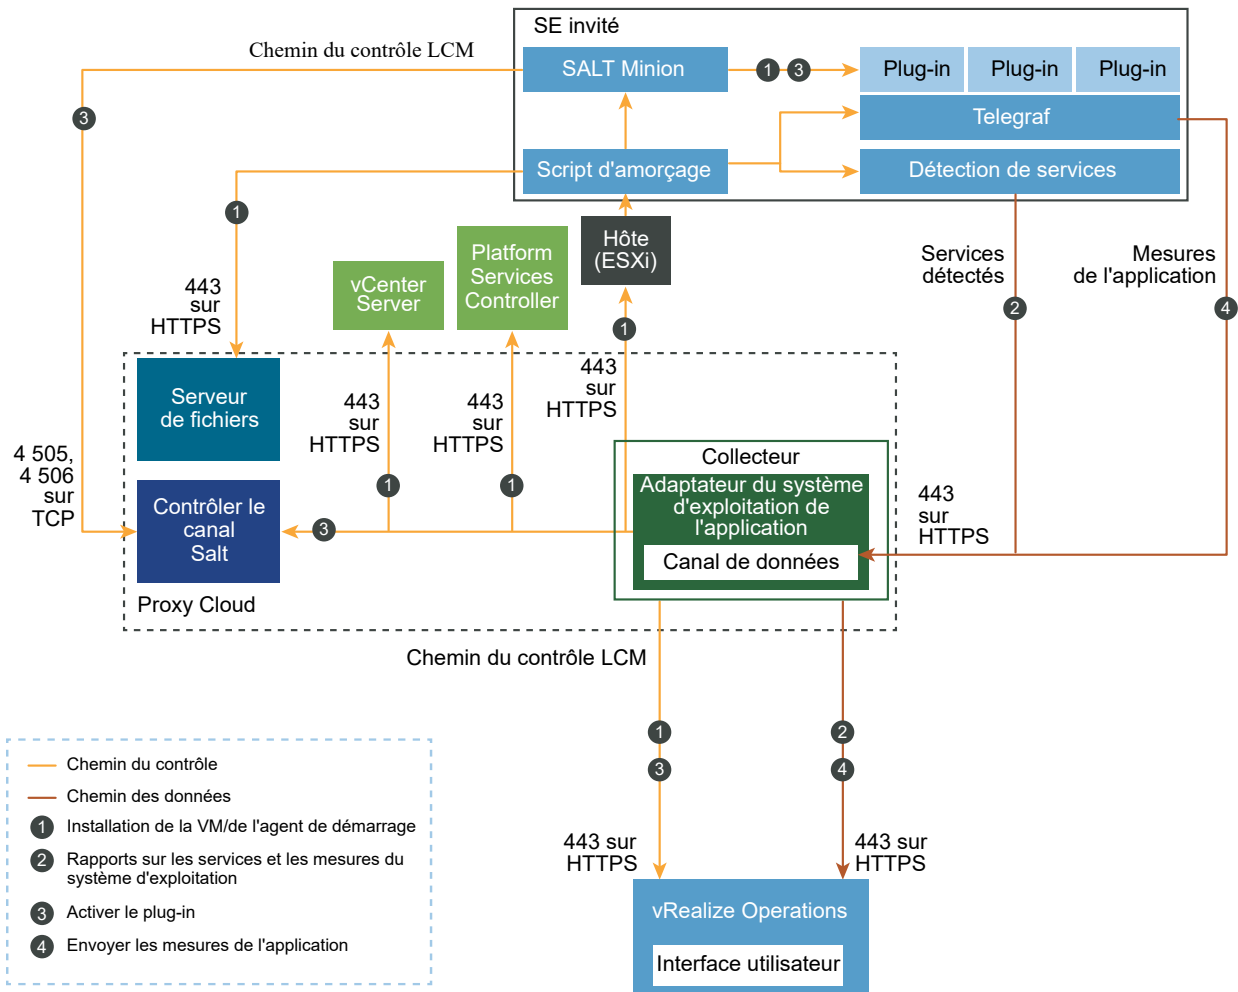 SE invité
Chemin du contrôle LCM
SALT Minion
1
3
Plug-in
Plug-in
Plug-in
Telegraf
3
Script d'amorçage
Détection de services
1
Hôte
(ESXi)
Platform
Services
Controller
vCenter
Server
Services
détectés
Mesures
de l'application
443
sur
HTTPS
1
2
4
443
sur
HTTPS
Serveur
de fichiers
443
sur
HTTPS
443
sur
HTTPS
4 505,
4 506
sur
TCP
Collecteur
Adaptateur du système
d'exploitation de
l'application
Canal de données
1
1
443
sur
HTTPS
Contrôler le
canal
Salt
3
Proxy Cloud
Chemin du contrôle LCM
1
3
2
4
443 sur
HTTPS
443 sur
HTTPS
vRealize Operations
Interface utilisateur
Chemin du contrôle
Chemin des données
1 Installation de la VM/de l'agent de démarrage
2 Rapports sur les services et les mesures du
système d'exploitation
3 Activer le plug-in
4 Envoyer les mesures de l'application